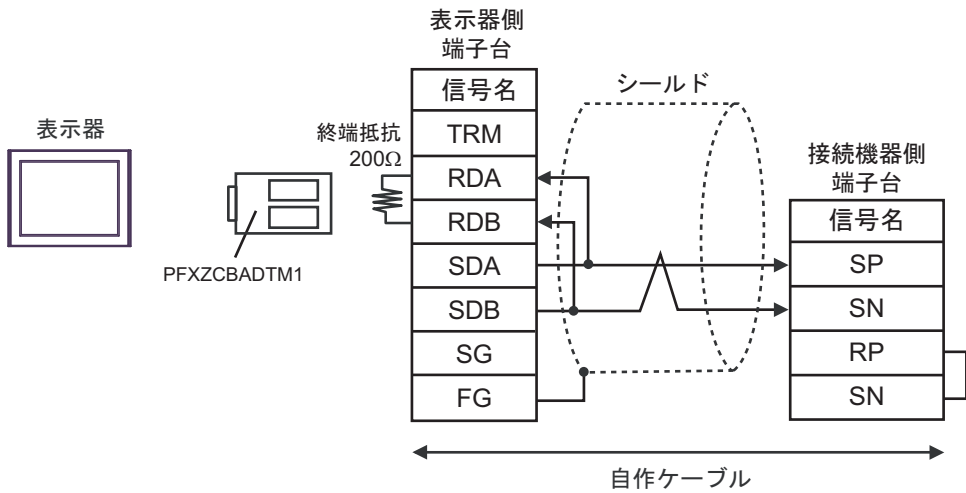 表示器
PFXZCBADTM1
終端抵抗
200Ω
表示器側
端子台
信号名
TRM
RDA
RDB
SDA
SDB
SG
FG
シールド
接続機器側
端子台
信号名
SP
SN
RP
SN
自作ケーブル